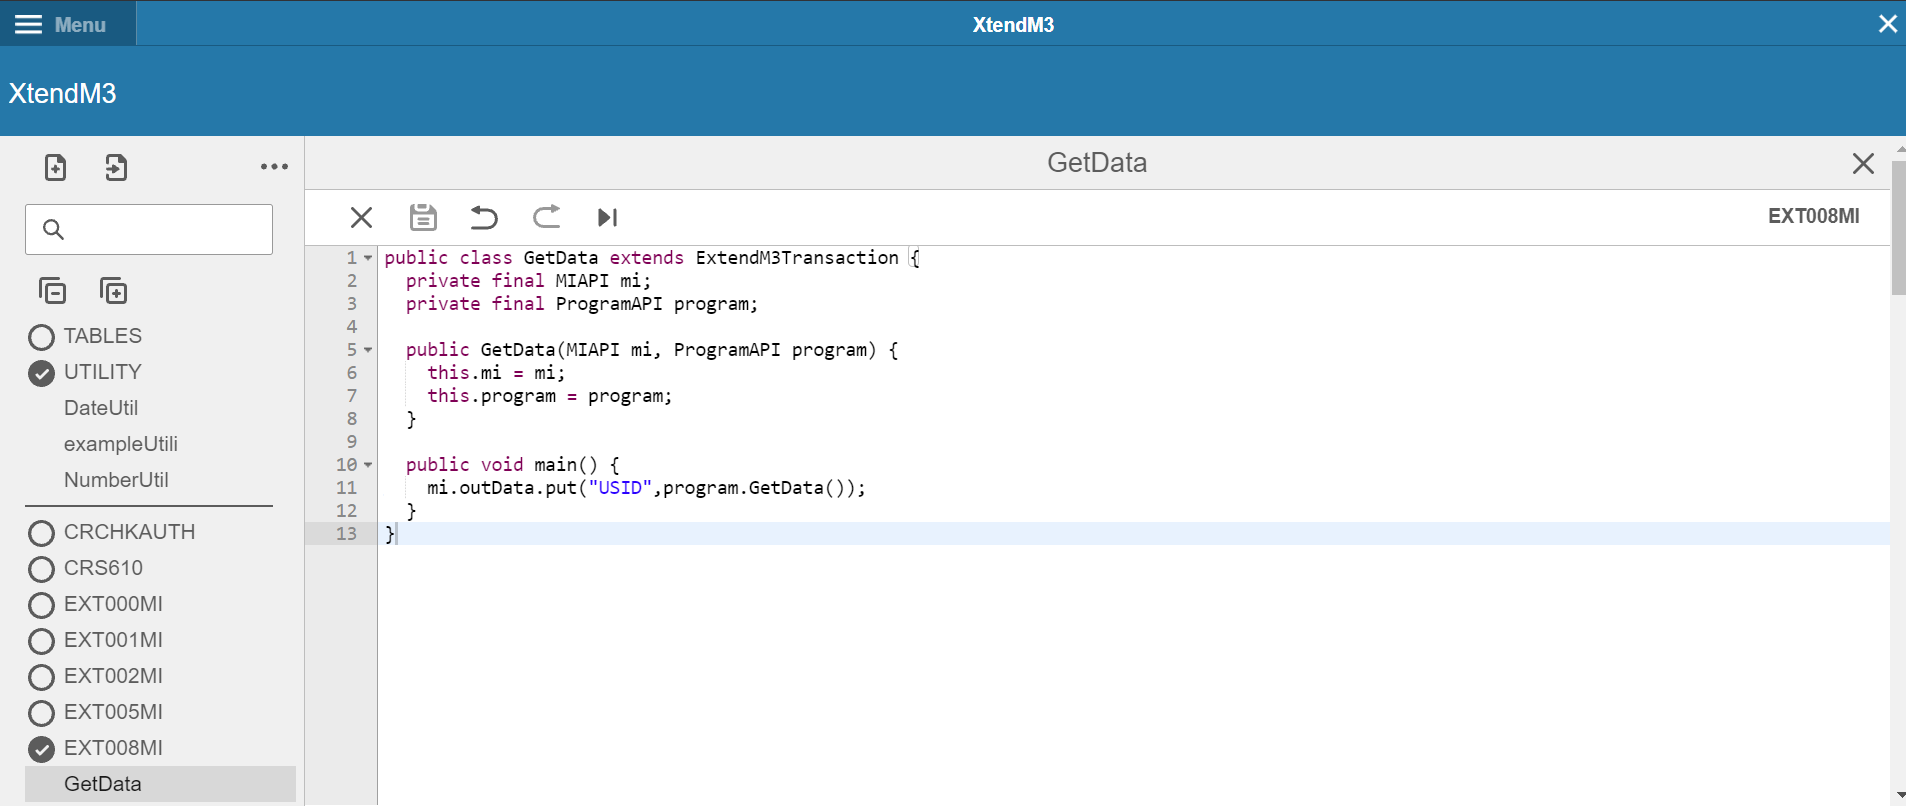 Menu
XtendM3
XtendM3
GetData
EXT008MI
TABLES
UTILITY
DateUtil
exampleUtili
NumberUtil
CRCHKAUTH
CRS610
EXT000MI
EXT001MI
EXT002MI
EXT005MI
EXT008MI
GetData
1 public class GetData extends ExtendM3Transaction {
2   private final MIAPI mi;
3   private final ProgramAPI program;
4
5   public GetData(MIAPI mi, ProgramAPI program) {
6     this.mi = mi;
7     this.program = program;
8   }
9
10   public void main() {
11     mi.outData.put("USID",program.GetData());
12   }
13 }